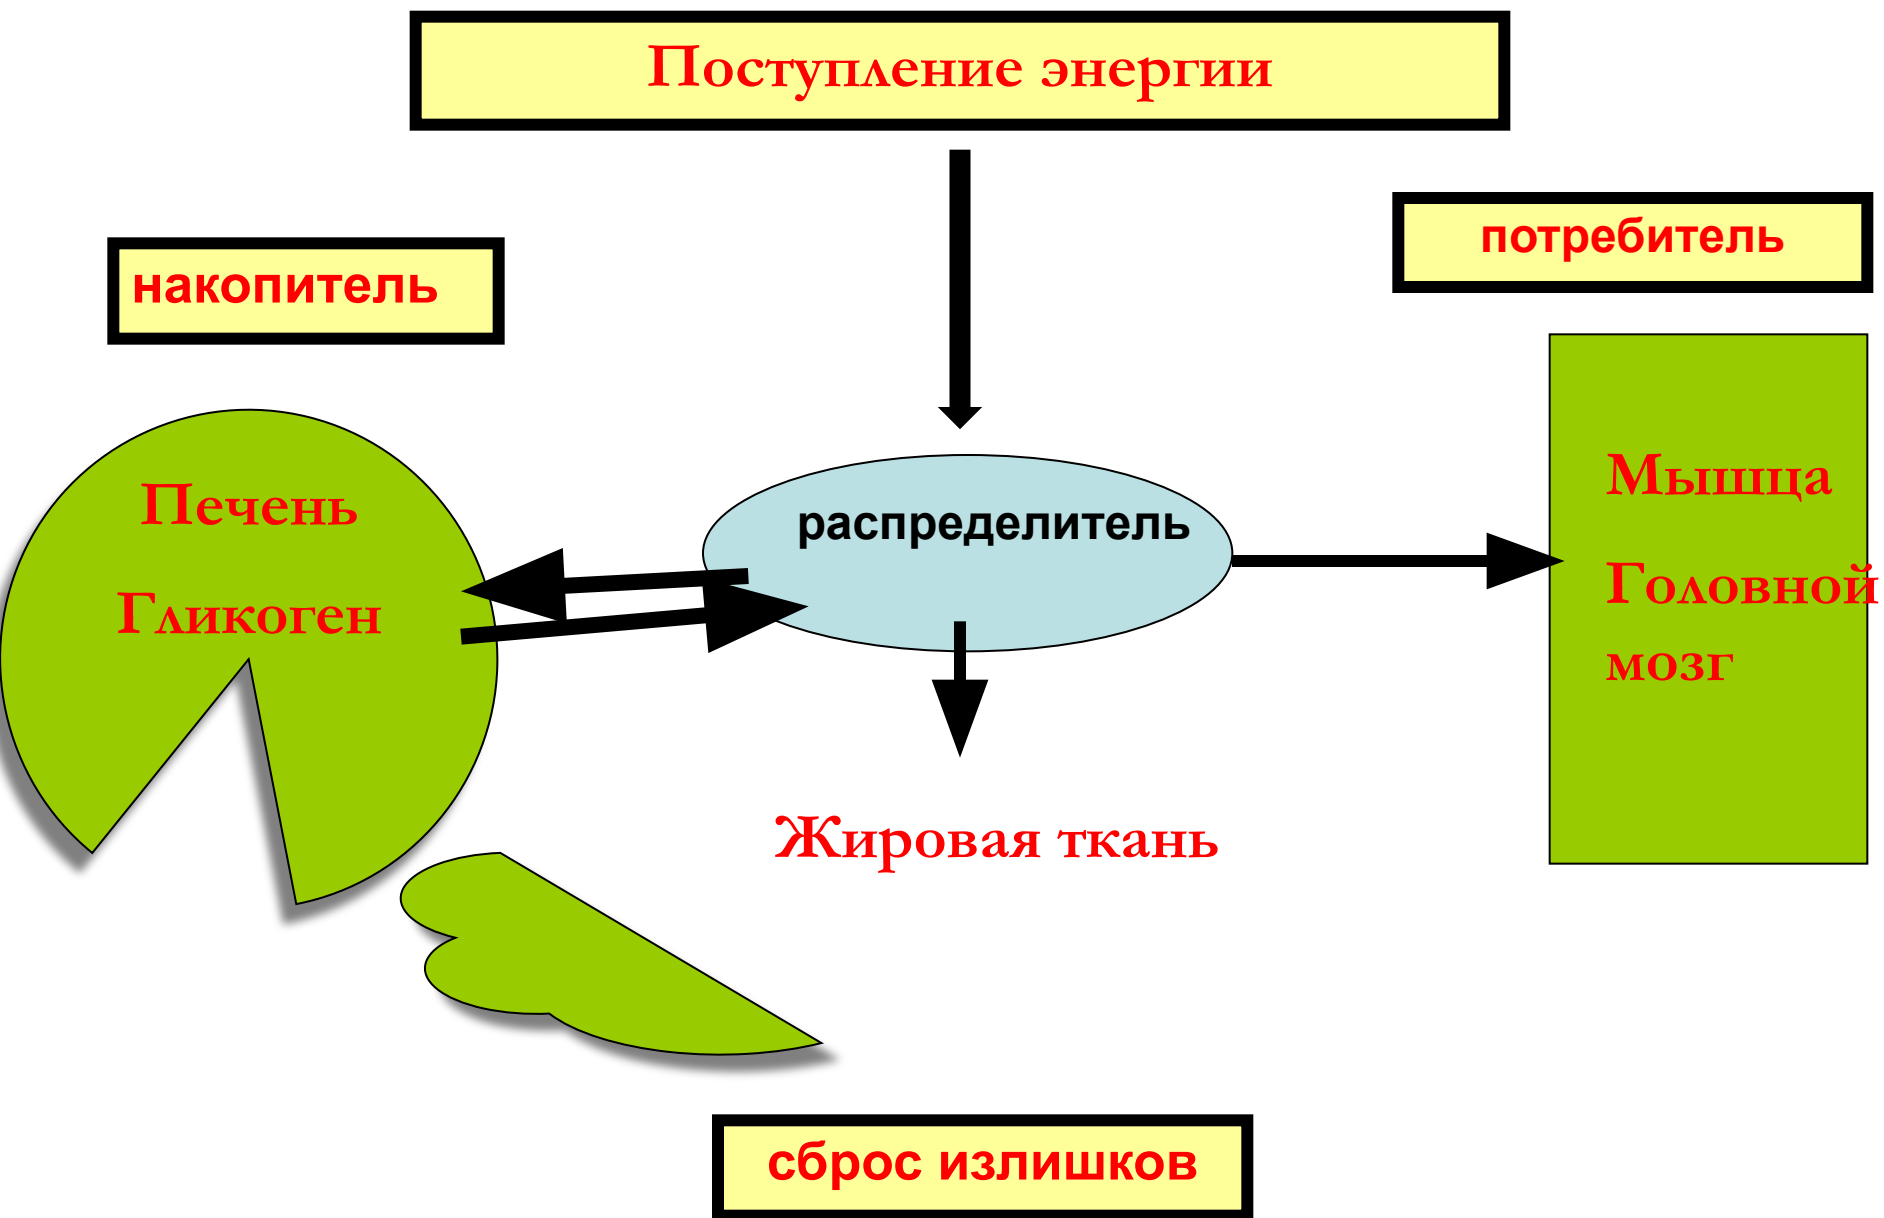 Поступление энергии
потребитель
накопитель
Печень
Гликоген
распределитель
Мышца
Головной
мозг
Жировая ткань
сброс излишков